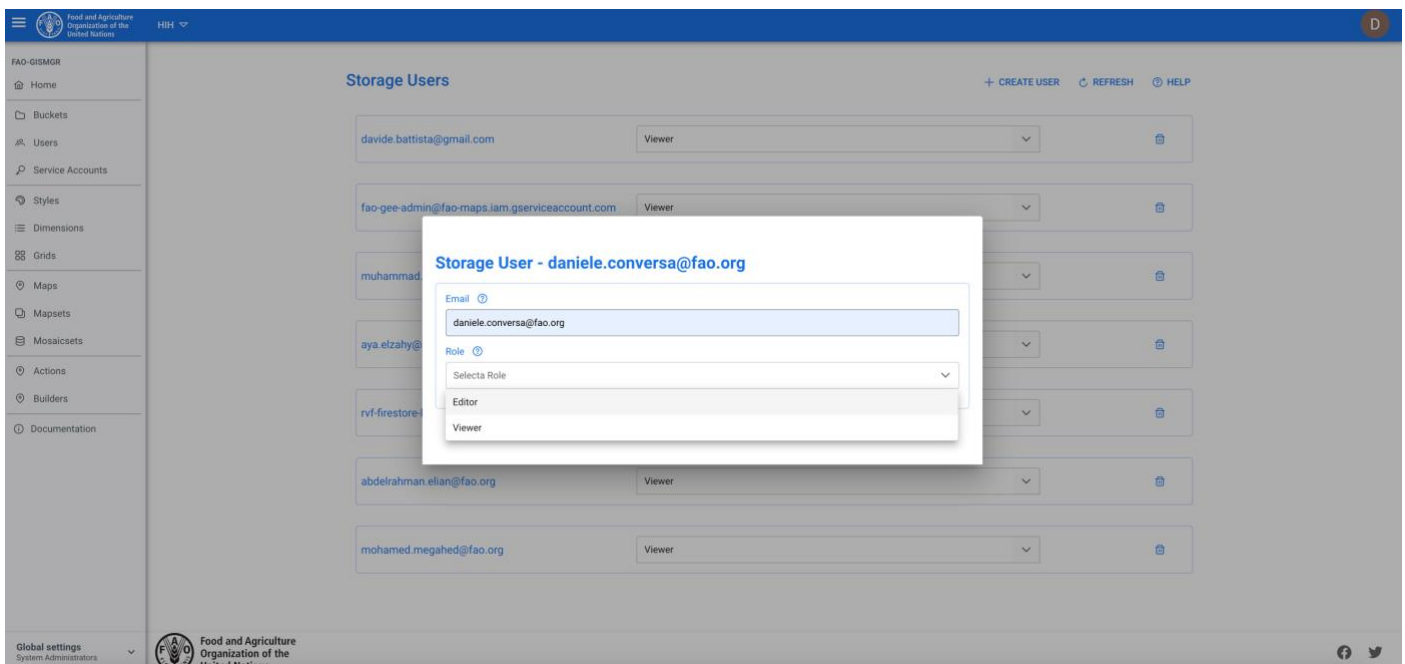 Food and Agriculture
Organization of the
United Nations
HIH
D
FAO-GISMGR
Home
Buckets
Users
Service Accounts
Styles
Dimensions
Grids
Maps
Mapsets
Mosaicsets
Actions
Builders
Documentation
Global settings
System Administrators
Storage Users
CREATE USER
REFRESH
HELP
davide.battista@gmail.com
Viewer
fao-gee-admin@fao-maps.iam.gserviceaccount.com
Viewer
muhammad.
aya.elzahy@
rvf-firestore-
abdelrahman.elian@fao.org
Viewer
mohamed.megahed@fao.org
Viewer
Storage User - daniele.conversa@fao.org
Email
daniele.conversa@fao.org
Role
Selecta Role
Editor
Viewer
FAO
Food and Agriculture
Organization of the
United Nations